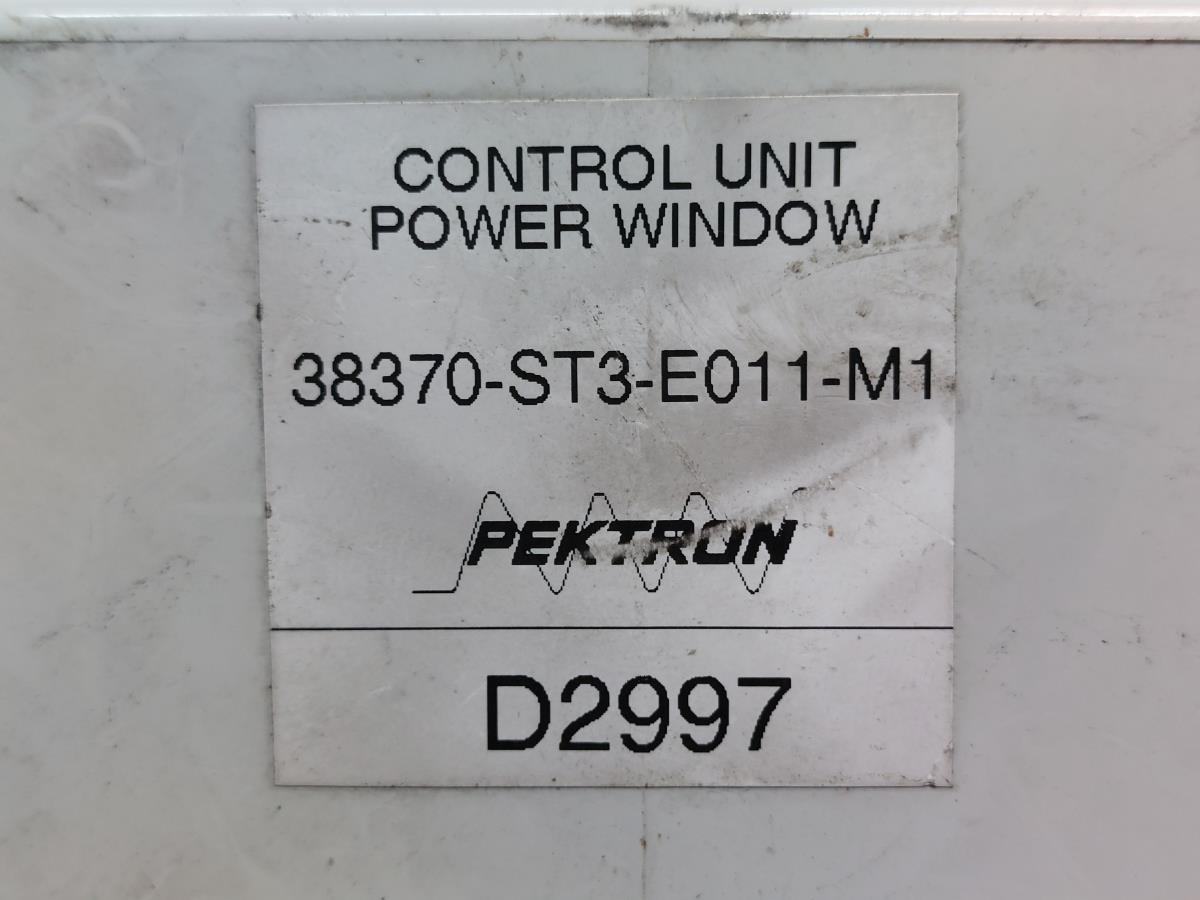 CONTROL UNIT
POWER WINDOW
38370-ST3-E011-M1
PEKTRON
D2997